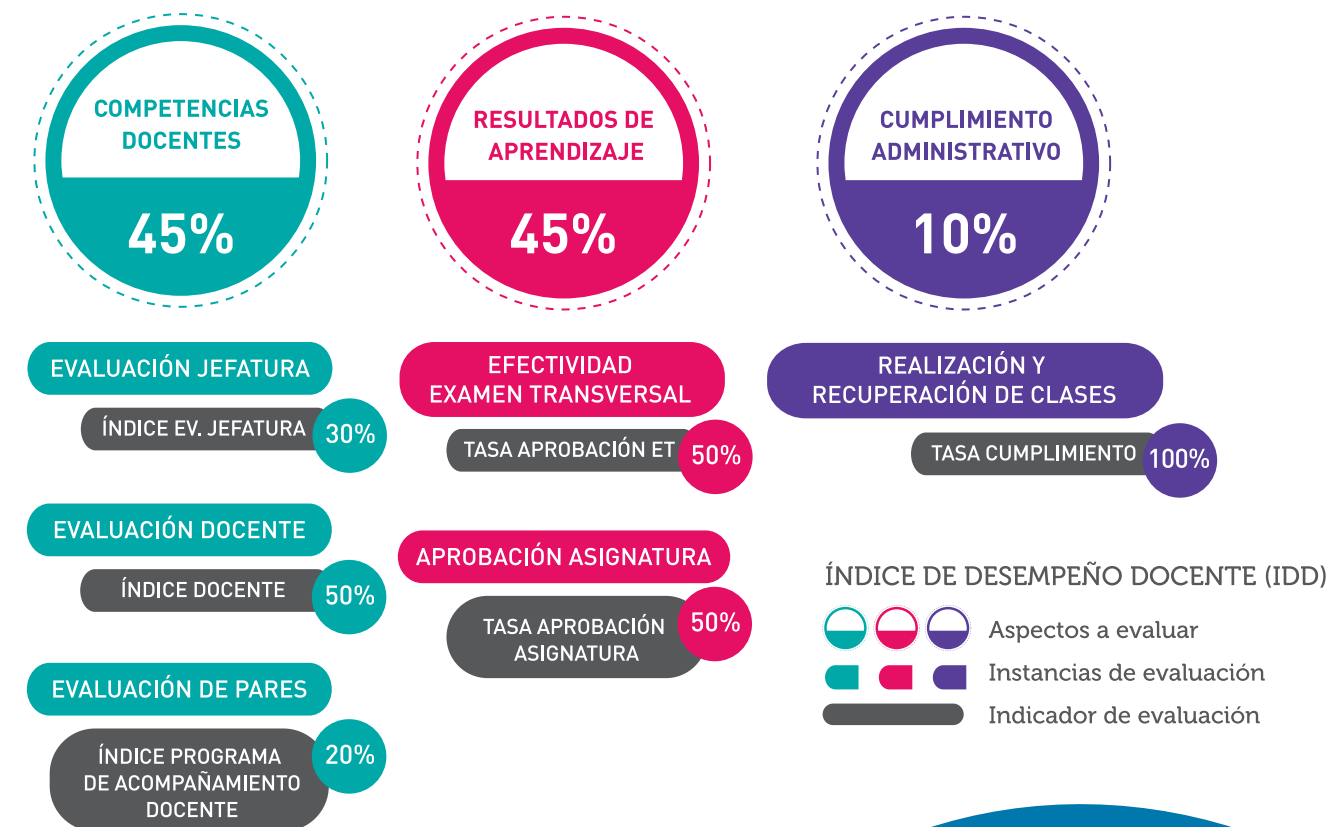 COMPETENCIAS
DOCENTES
45%
EVALUACIÓN JEFATURA
ÍNDICE EV. JEFATURA
30%
EVALUACIÓN DOCENTE
ÍNDICE DOCENTE
50%
EVALUACIÓN DE PARES
ÍNDICE PROGRAMA
DE ACOMPAÑAMIENTO
DOCENTE
20%
RESULTADOS DE
APRENDIZAJE
45%
EFECTIVIDAD
EXAMEN TRANSVERSAL
TASA APROBACIÓN ET
50%
APROBACIÓN ASIGNATURA
TASA APROBACIÓN
ASIGNATURA
50%
CUMPLIMIENTO
ADMINISTRATIVO
10%
REALIZACIÓN Y
RECUPERACIÓN DE CLASES
TASA CUMPLIMIENTO
100%
ÍNDICE DE DESEMPEÑO DOCENTE (IDD)
Aspectos a evaluar
Instancias de evaluación
Indicador de evaluación